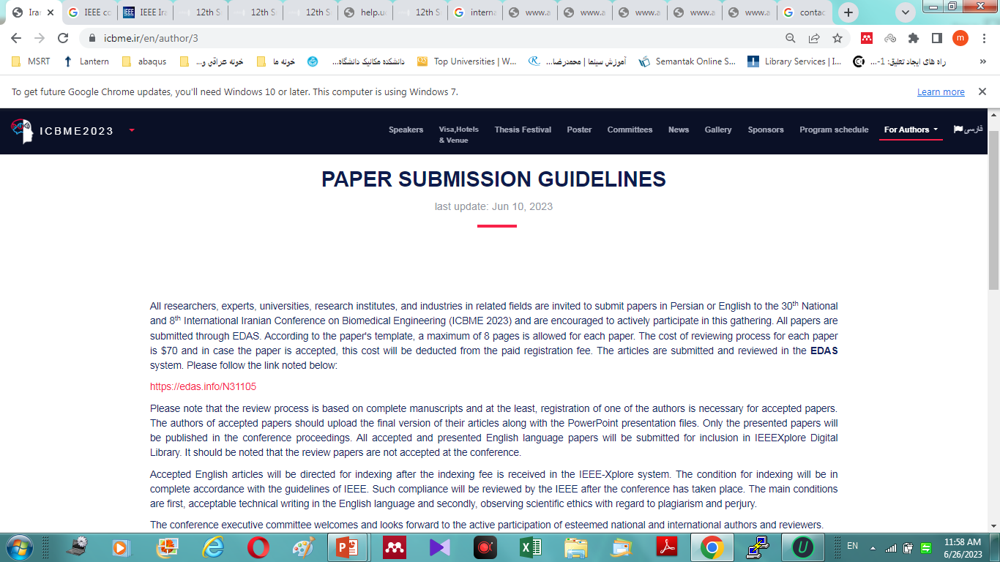 Ira
IEEE cc
IEEE Ira
12th S
12th S
12th S
help.u
12th S
interna
www.a
www.a
www.a
www.a
www.a
contac
icbme.ir/en/author/3
m
MSRT
Lantern
abaqus
خونه عراقی و...
خونه ما
دانشکده مکانیک دانشگاه...
Top Universities | W...
آموزش سینما | محمدرضا...
Semantak Online S...
Library Services | I...
راه های ایجاد تعلیق: 1-...
»
To get future Google Chrome updates, you'll need Windows 10 or later. This computer is using Windows 7.
Learn more
ICBME2023
Speakers
Visa,Hotels
& Venue
Thesis Festival
Poster
Committees
News
Gallery
Sponsors
Program schedule
For Authors
فارسی
PAPER SUBMISSION GUIDELINES
last update: Jun 10, 2023
All researchers, experts, universities, research institutes, and industries in related fields are invited to submit papers in Persian or English to the 30th National
and 8th International Iranian Conference on Biomedical Engineering (ICBME 2023) and are encouraged to actively participate in this gathering. All papers are
submitted through EDAS. According to the paper's template, a maximum of 8 pages is allowed for each paper. The cost of reviewing process for each paper
is $70 and in case the paper is accepted, this cost will be deducted from the paid registration fee. The articles are submitted and reviewed in the EDAS
system. Please follow the link noted below:
https://edas.info/N31105
Please note that the review process is based on complete manuscripts and at the least, registration of one of the authors is necessary for accepted papers.
The authors of accepted papers should upload the final version of their articles along with the PowerPoint presentation files. Only the presented papers will
be published in the conference proceedings. All accepted and presented English language papers will be submitted for inclusion in IEEEXplore Digital
Library. It should be noted that the review papers are not accepted at the conference.
Accepted English articles will be directed for indexing after the indexing fee is received in the IEEE-Xplore system. The condition for indexing will be in
complete accordance with the guidelines of IEEE. Such compliance will be reviewed by the IEEE after the conference has taken place. The main conditions
are first, acceptable technical writing in the English language and secondly, observing scientific ethics with regard to plagiarism and perjury.
The conference executive committee welcomes and looks forward to the active participation of esteemed national and international authors and reviewers.
EN
11:58 AM
6/26/2023